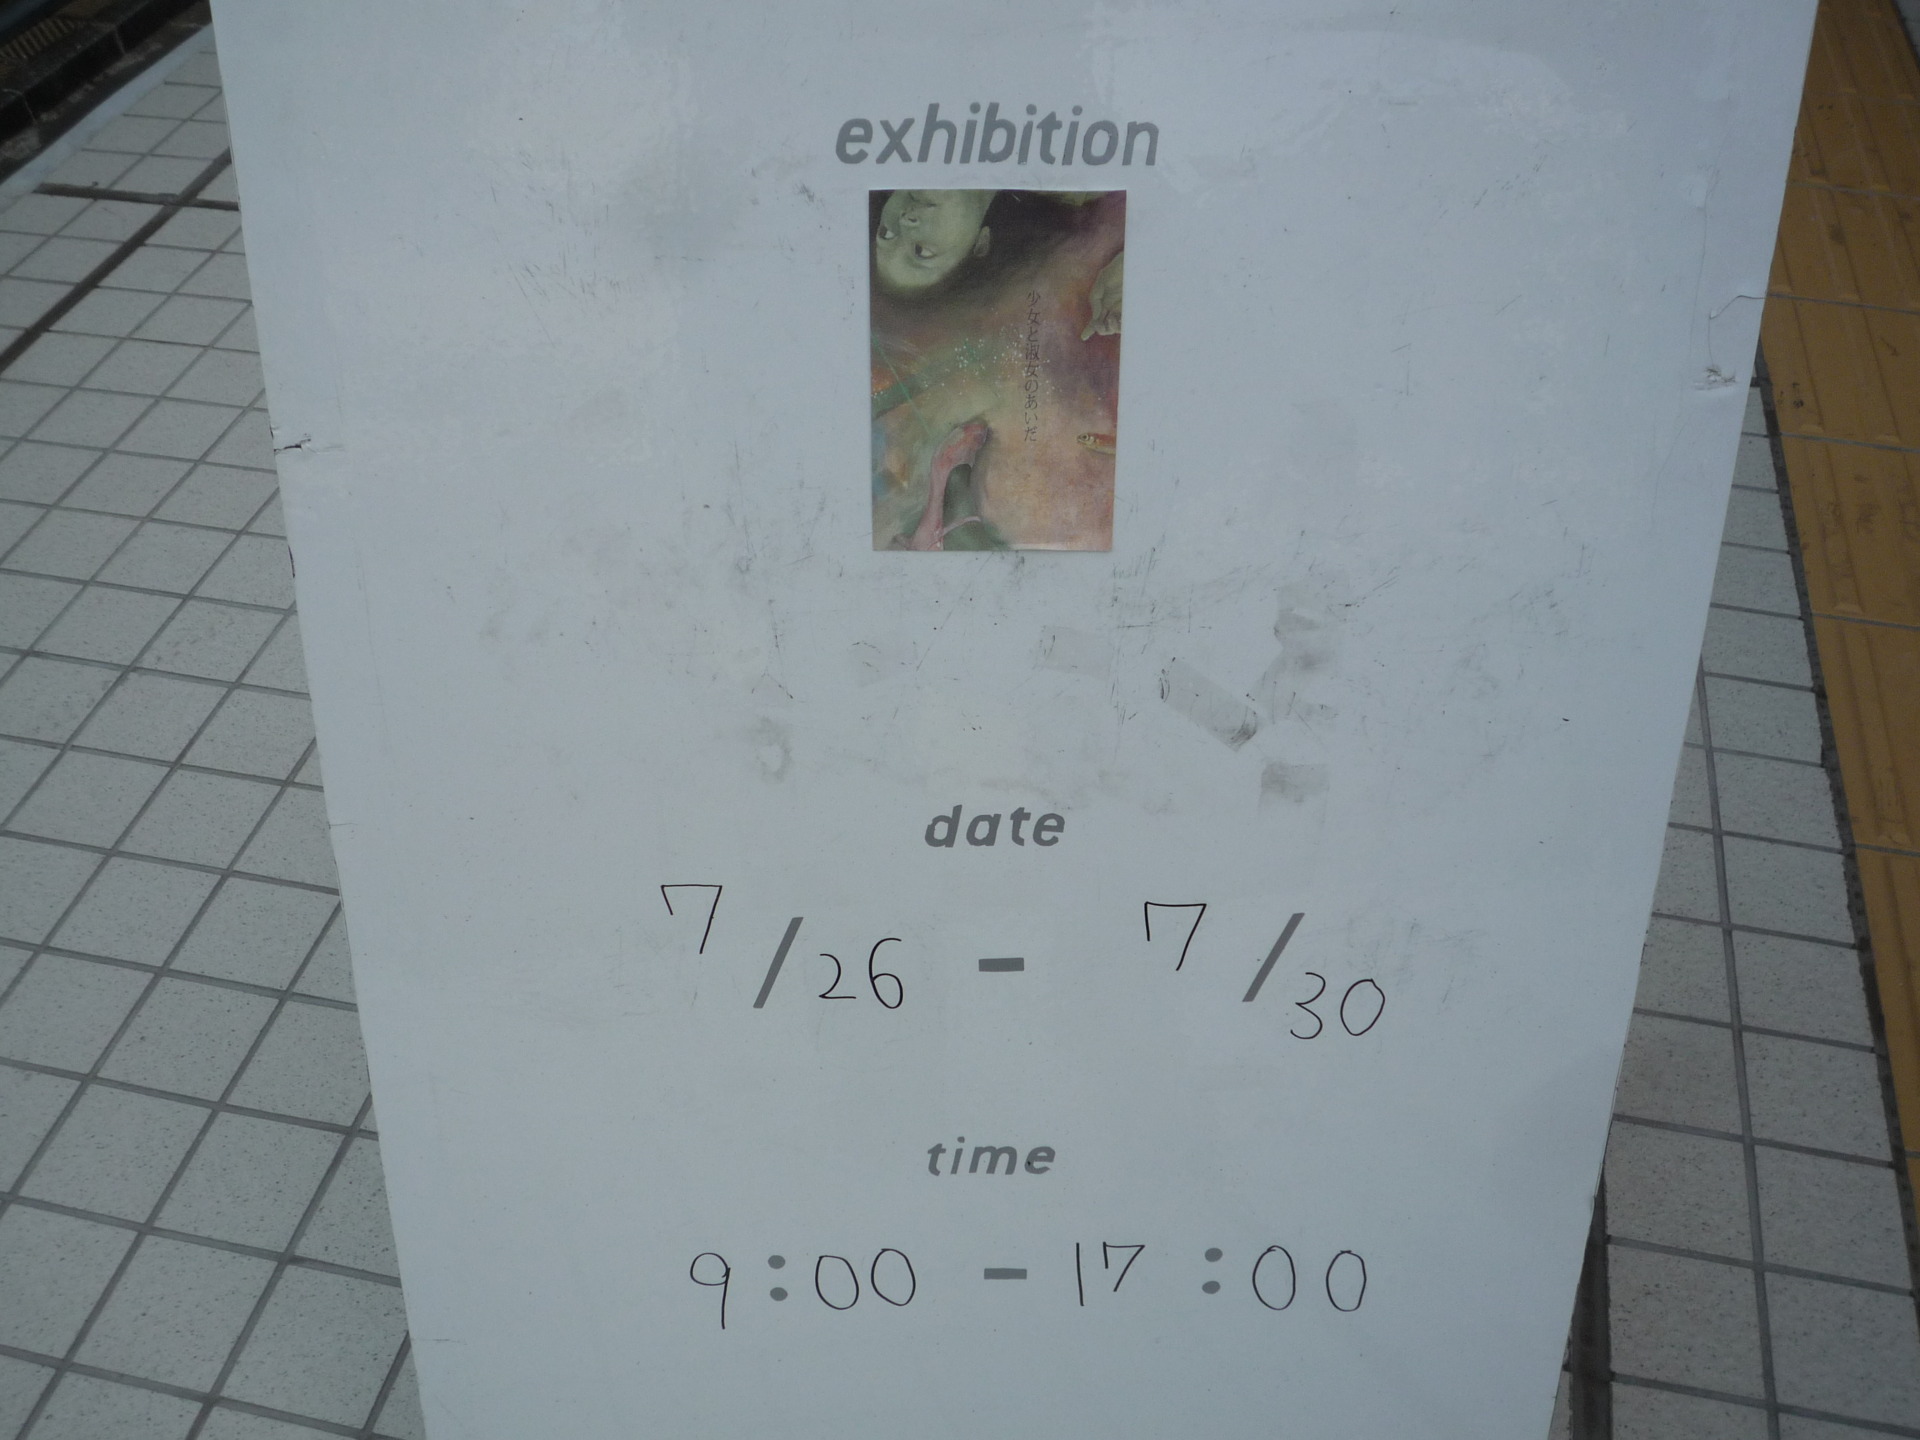 exhibition
少女と淑女のあいだ
date
7/26 - 7/30
time
9:00 - 17:00